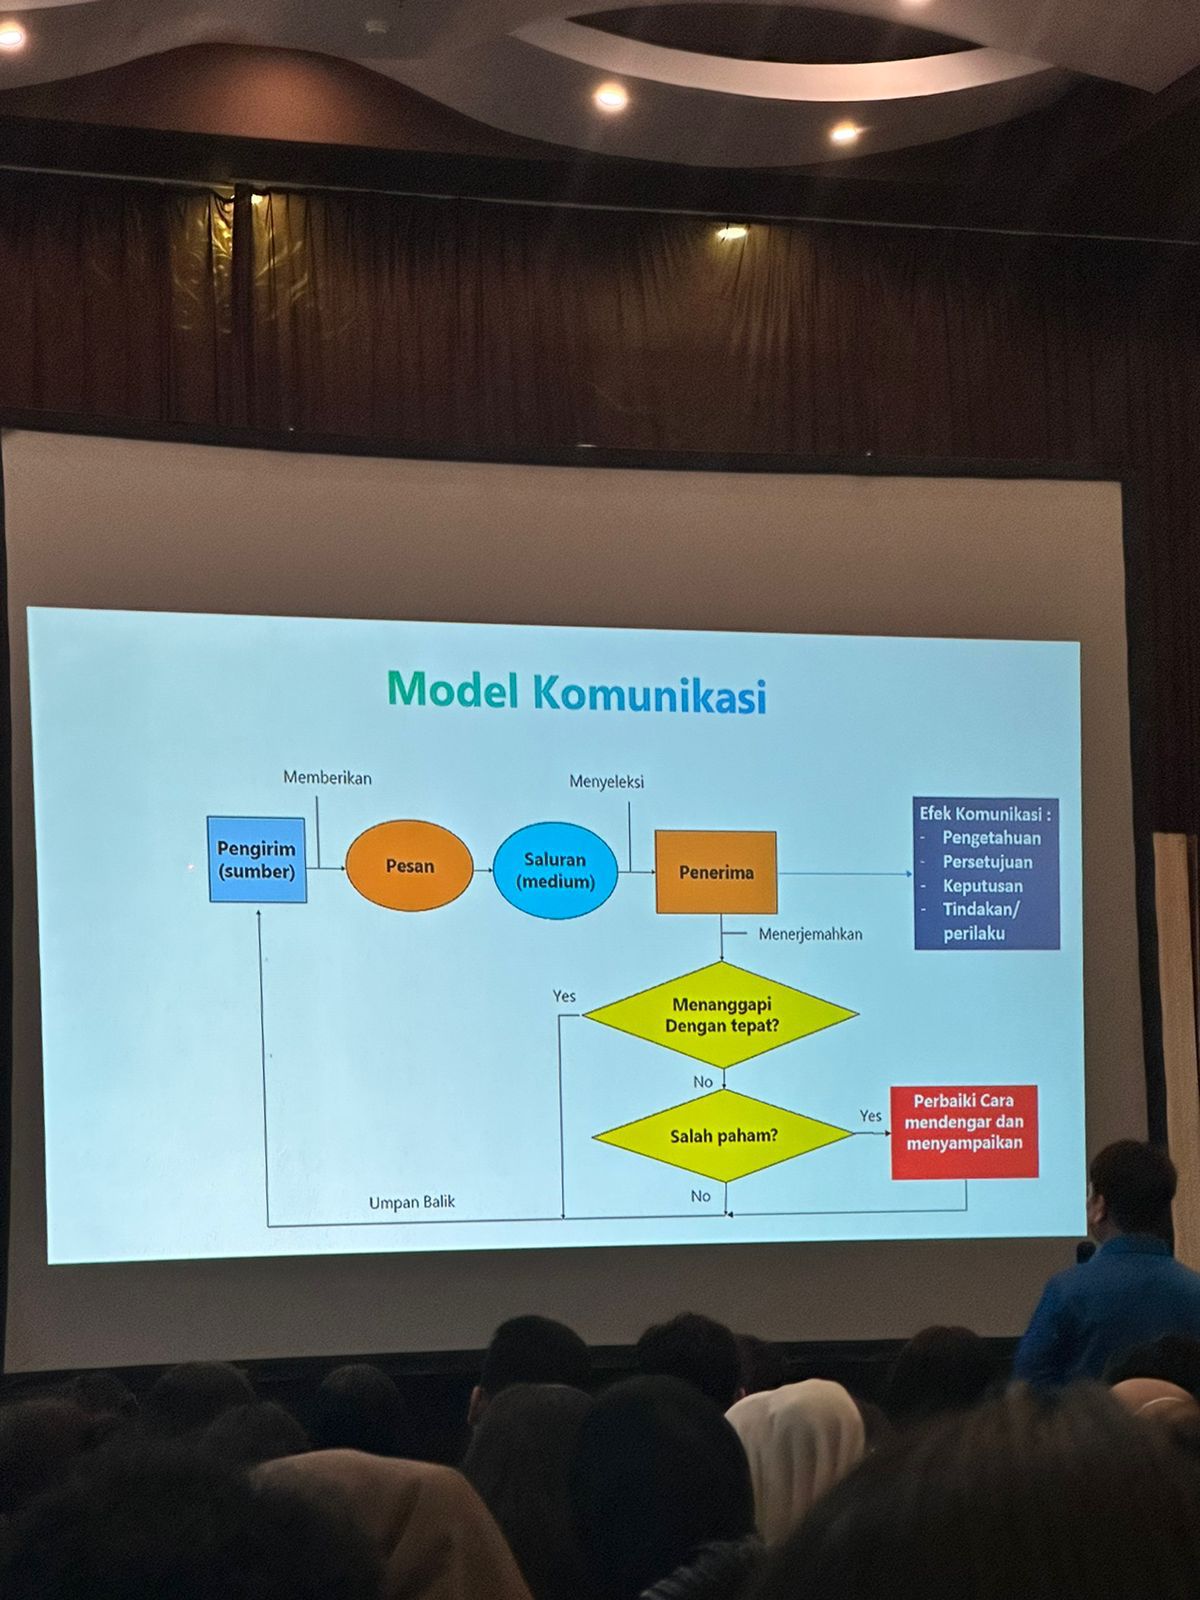 Model Komunikasi
Memberikan
Menyeleksi
Pengirim
(sumber)
Pesan
Saluran
(medium)
Penerima
Efek Komunikasi :
- Pengetahuan
- Persetujuan
- Keputusan
- Tindakan/
perilaku
Menerjemahkan
Yes
Menanggapi
Dengan tepat?
No
Salah paham?
Yes
Perbaiki Cara
mendengar dan
menyampaikan
No
Umpan Balik